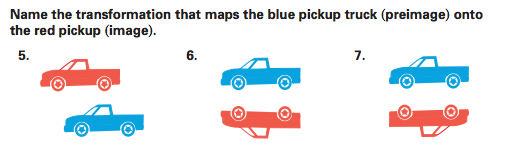 Name the transformation that maps the blue pickup truck (preimage) onto
the red pickup (image).
5. 6. 7.